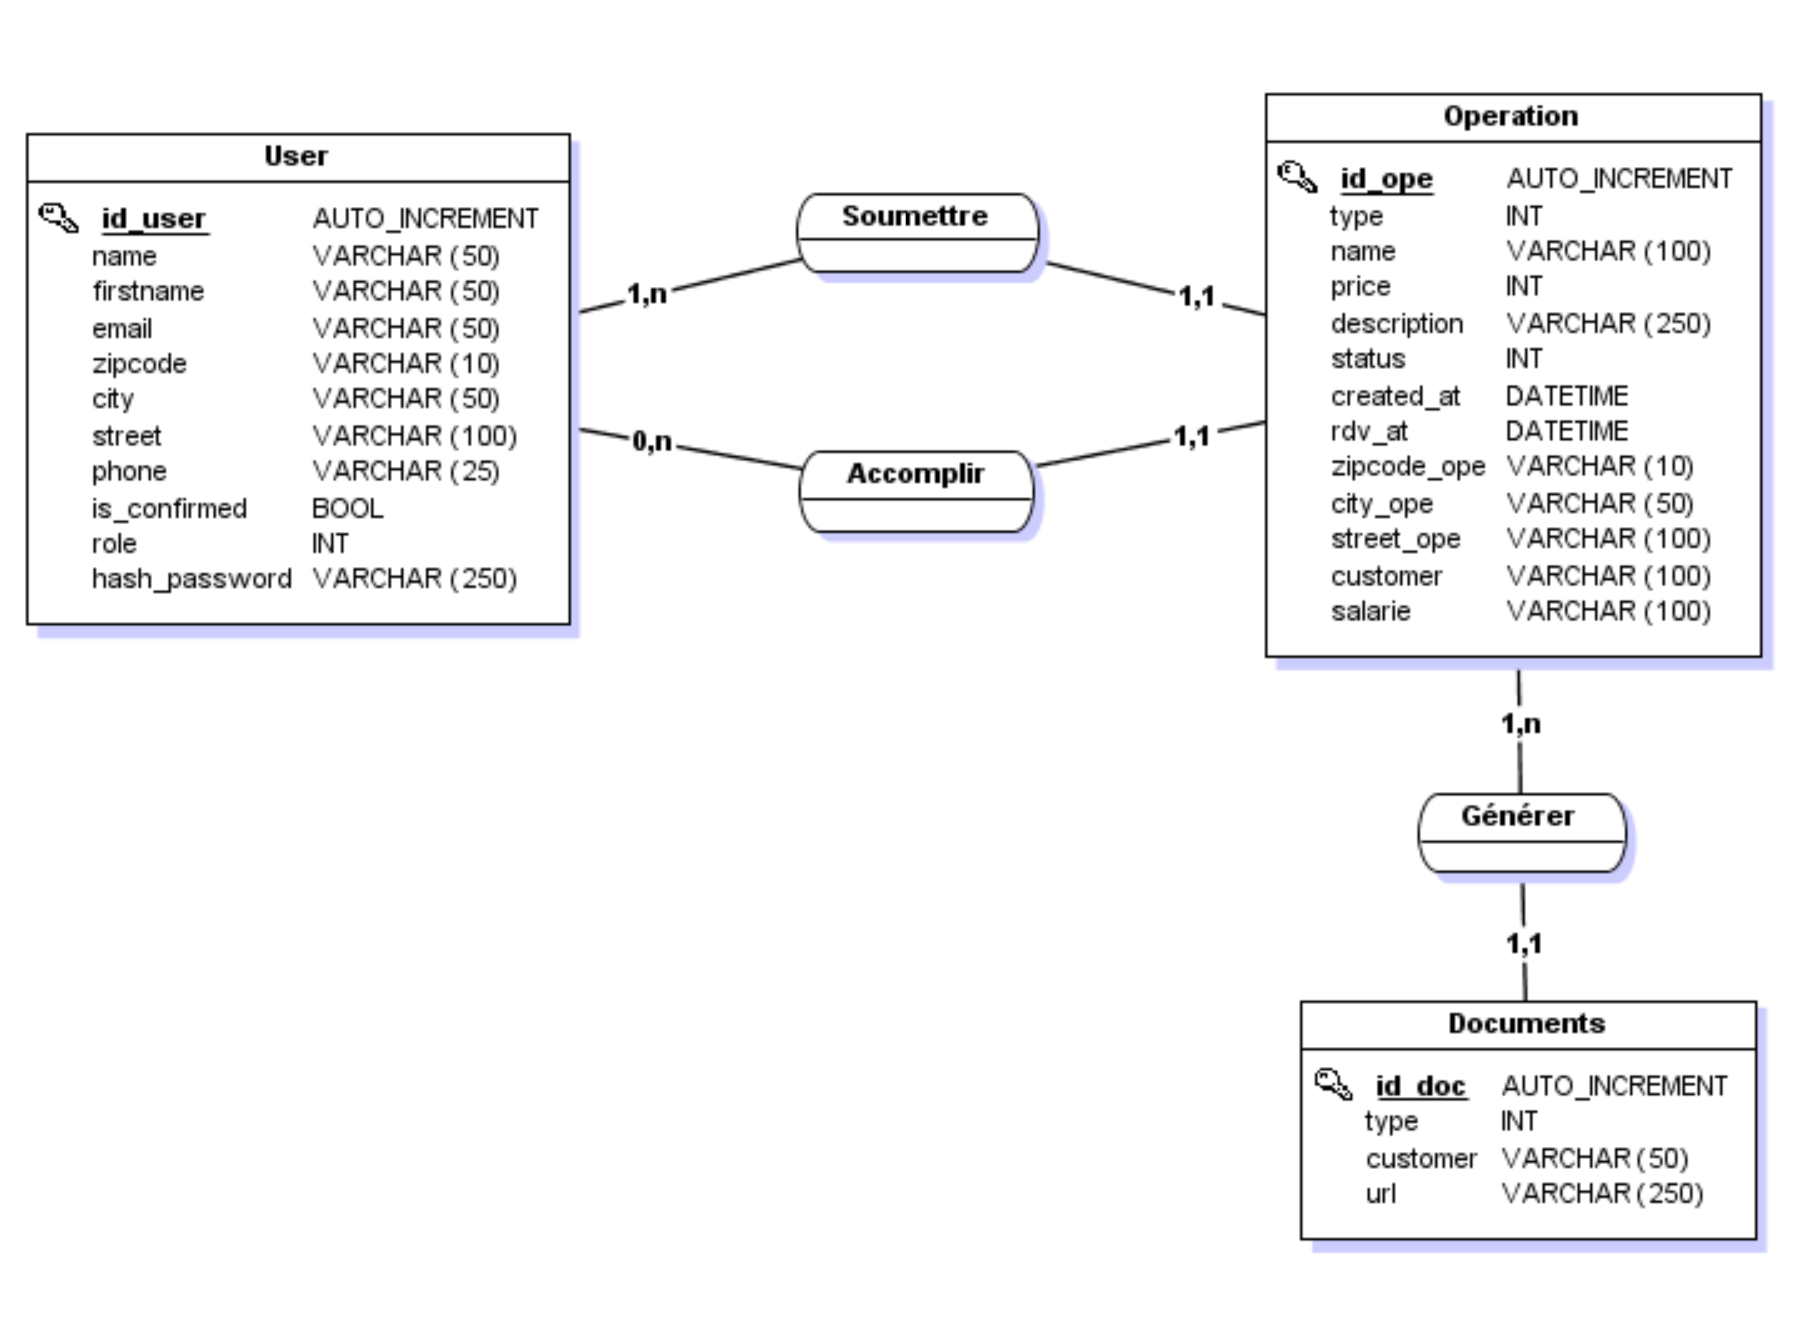 User
id_user AUTO_INCREMENT
name VARCHAR (50)
firstname VARCHAR (50)
email VARCHAR (50)
zipcode VARCHAR (10)
city VARCHAR (50)
street VARCHAR (100)
phone VARCHAR (25)
is_confirmed BOOL
role INT
hash_password VARCHAR (250)
1,n
Soumettre
1,1
0,n
Accomplir
1,1
Operation
id_ope AUTO_INCREMENT
type INT
name VARCHAR (100)
price INT
description VARCHAR (250)
status INT
created_at DATETIME
rdv_at DATETIME
zipcode_ope VARCHAR (10)
city_ope VARCHAR (50)
street_ope VARCHAR (100)
customer VARCHAR (100)
salarie VARCHAR (100)
1,n
Générer
1,1
Documents
id_doc AUTO_INCREMENT
type INT
customer VARCHAR (50)
url VARCHAR (250)